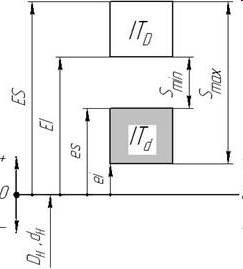 ES
EI
es
ei
IT_D
IT_d
S_min
S_max
+
0
−
D_H, d_H